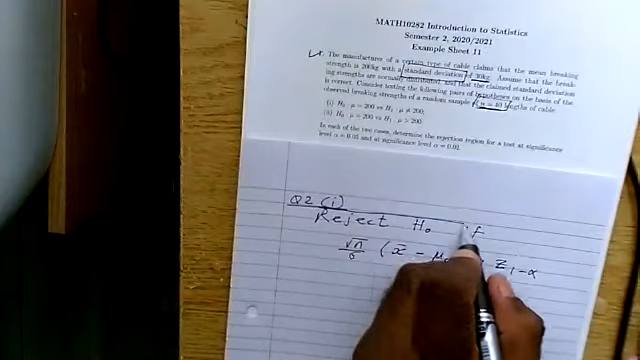 MATH10282 Introduction to Statistics
Semester 2, 2020/2021
Example Sheet 11
1. The manufacturer of a certain type of cable claims that the mean breaking
strength is 200kg with a standard deviation of 30kg. Assume that the break-
ing strengths are normally distributed, and that the claimed standard deviation
is correct. Consider testing the following pairs of hypotheses on the basis of the
observed breaking strengths of a random sample of n = 40 lengths of cable.
(i) H₀ : μ = 200 vs H₁ : μ ≠ 200;
(ii) H₀ : μ = 200 vs H₁ : μ > 200.
In each of the two cases, determine the rejection region for a test at significance
level α = 0.05 and at significance level α = 0.01.
Q2 (i)
Reject H₀ if
√n/σ (x̄ - μ z₁₋α